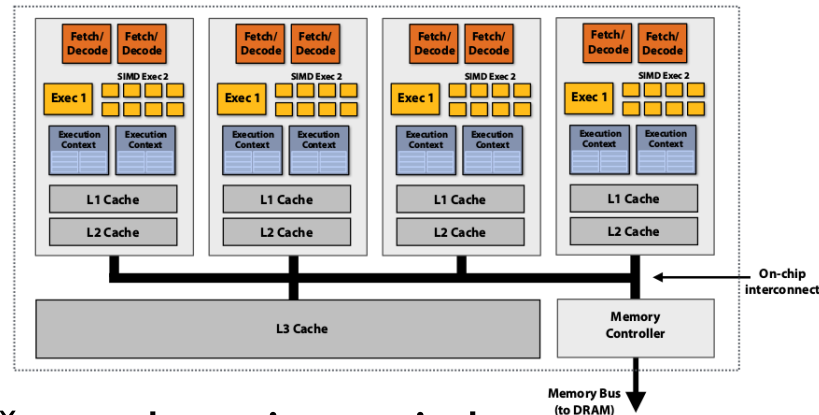 Fetch/ Fetch/ Fetch/ Fetch/ Fetch/ Fetch/ Fetch/ Fetch/
Decode Decode Decode Decode Decode Decode Decode Decode
SIMD Exec 2 SIMD Exec 2 SIMD Exec 2 SIMD Exec 2
Exec 1 Exec 1 Exec 1 Exec 1
Execution Execution Execution Execution Execution Execution Execution Execution
Context Context Context Context Context Context Context Context
L1 Cache L1 Cache L1 Cache L1 Cache
L2 Cache L2 Cache L2 Cache L2 Cache
On-chip
interconnect
L3 Cache
Memory
Controller
Memory Bus
(to DRAM)